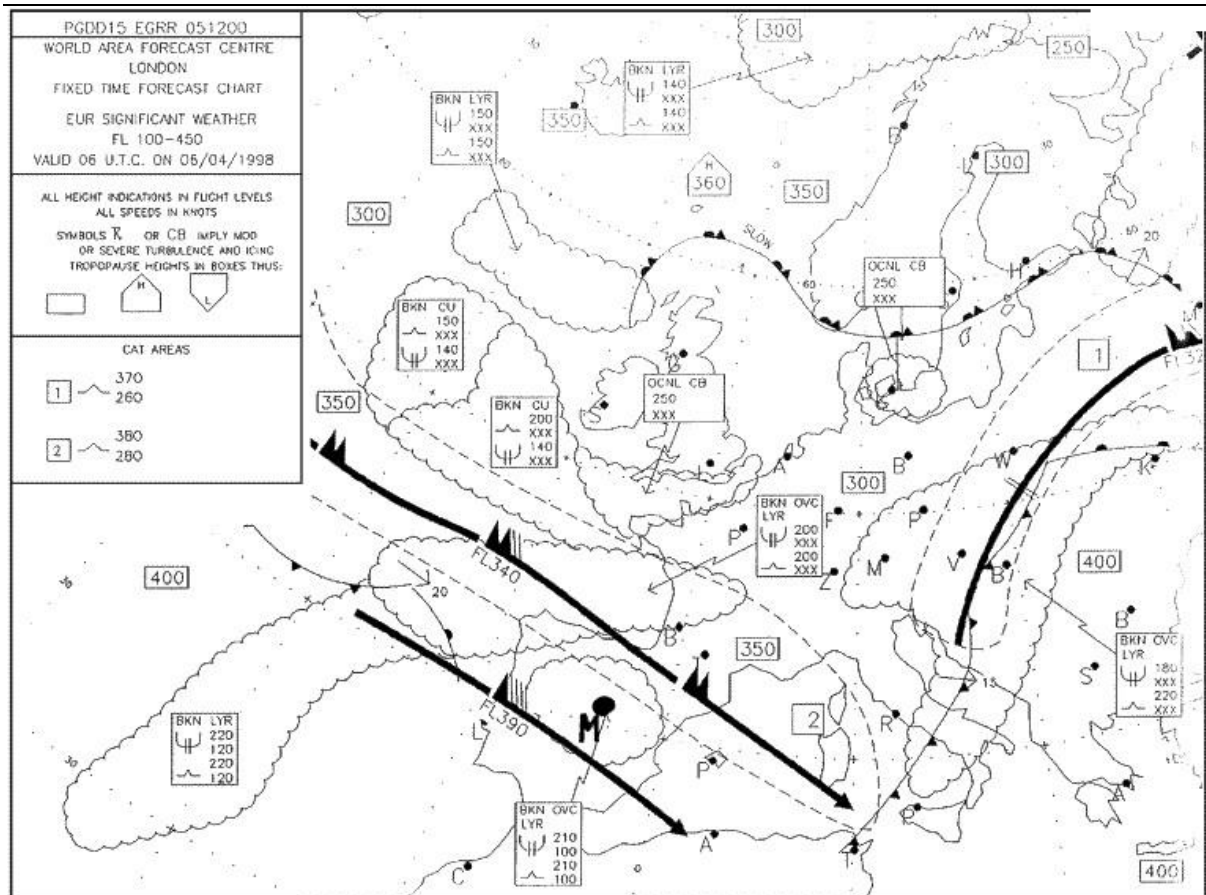 PGDD15 EGRR 051200
WORLD AREA FORECAST CENTRE
LONDON
FIXED TIME FORECAST CHART
EUR SIGNIFICANT WEATHER
FL 100-450
VALID 06 U.T.C. ON 06/04/1998
ALL HEIGHT INDICATIONS IN FLIGHT LEVELS
ALL SPEEDS IN KNOTS
SYMBOLS OR CB IMPLY MOD
OR SEVERE TURBULENCE AND ICING
TROPOPAUSE HEIGHTS IN BOXES THUS:
H
L
CAT AREAS
1 370
260
2 380
280
300
250
BKN LYR
140
XXX
140
XXX
350
BKN LYR
150
XXX
150
XXX
B
L
300
H
360
350
300
SLOW
60
20
OCNL CB
250
XXX
H
60
M
BKN CU
150
XXX
140
XXX
1
FL32
G
OCNL CB
250
XXX
350
BKN CU
200
XXX
140
XXX
S
L
A
B
W
K
300
BKN OVC
LYR
200
XXX
200
XXX
P
F
P
FL340
400
20
Z
M
V
B
400
30
B
B
350
BKN OVC
LYR
180
XXX
220
XXX
15
S
FL390
M
2
R
L
BKN LYR
220
120
220
120
30
P
A
BKN OVC
LYR
210
100
210
100
P
A
T
C
400